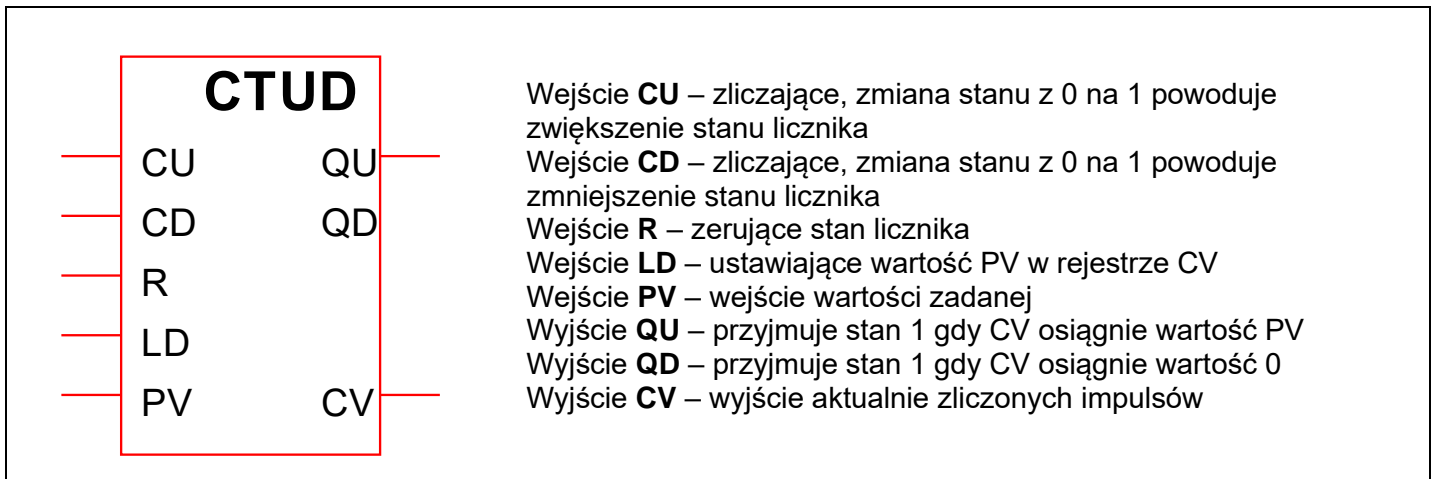 CTUD
CU QU
CD QD
R
LD
PV CV
Wejście CU – zliczające, zmiana stanu z 0 na 1 powoduje
zwiększenie stanu licznika
Wejście CD – zliczające, zmiana stanu z 0 na 1 powoduje
zmniejszenie stanu licznika
Wejście R – zerujące stan licznika
Wejście LD – ustawiające wartość PV w rejestrze CV
Wejście PV – wejście wartości zadanej
Wyjście QU – przyjmuje stan 1 gdy CV osiągnie wartość PV
Wyjście QD – przyjmuje stan 1 gdy CV osiągnie wartość 0
Wyjście CV – wyjście aktualnie zliczonych impulsów